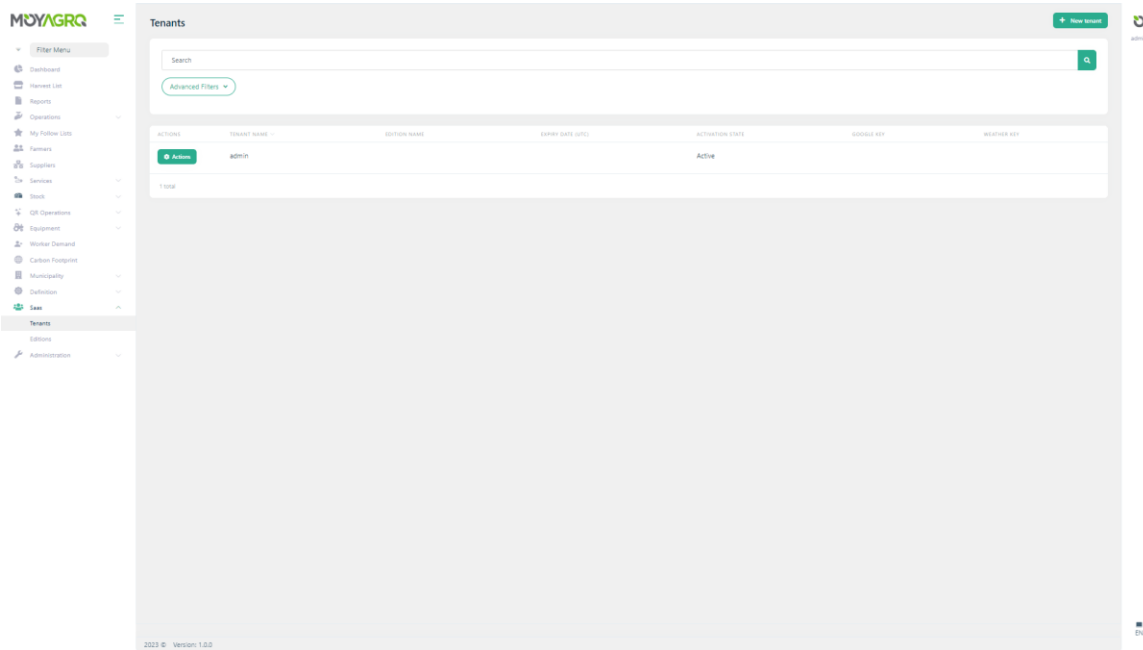 MOYAGRO
Tenants
+ New tenant
adm
Filter Menu
Search
Dashboard
Harvest List
Advanced Filters
Reports
Operations
My Follow Lists
ACTIONS TENANT NAME EDITION NAME EXPIRY DATE (UTC) ACTIVATION STATE GOOGLE KEY WEATHER KEY
Farmers
Actions admin Active
Suppliers
Services
1 total
Stock
QR Operations
Equipment
Worker Demand
Carbon Footprint
Municipality
Definition
Saas
Tenants
Editions
Administration
EN
2023 © Version: 1.0.0